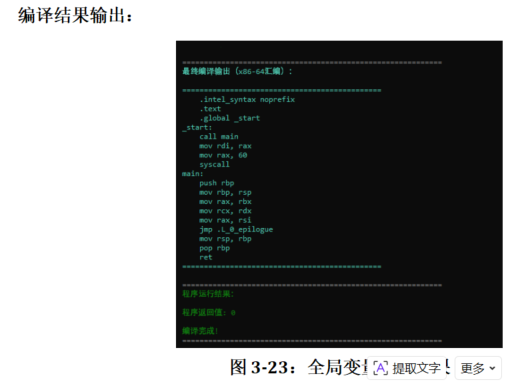 编译结果输出：
============================================================
最终编译输出（x86-64汇编）：
==============================================
.intel_syntax noprefix
.text
.global _start
_start:
call main
mov rdi, rax
mov rax, 60
syscall
main:
push rbp
mov rbp, rsp
mov rax, rbx
mov rcx, rdx
mov rax, rsi
jmp .L_0_epilogue
mov rsp, rbp
pop rbp
ret
==============================================
============================================================
程序运行结果:
程序返回值: 0
编译完成!
============================================================
图 3-23：全局变
提取文字 更多